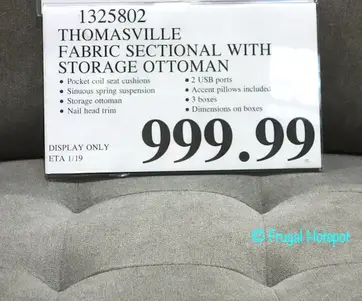 1325802
THOMASVILLE
FABRIC SECTIONAL WITH
STORAGE OTTOMAN
• Pocket coil seat cushions
• Sinuous spring suspension
• Storage ottoman
• Nail head trim
• 2 USB ports
• Accent pillows included
• 3 boxes
• Dimensions on boxes
DISPLAY ONLY
ETA 1/19
999.99
© Frugal Hotspot